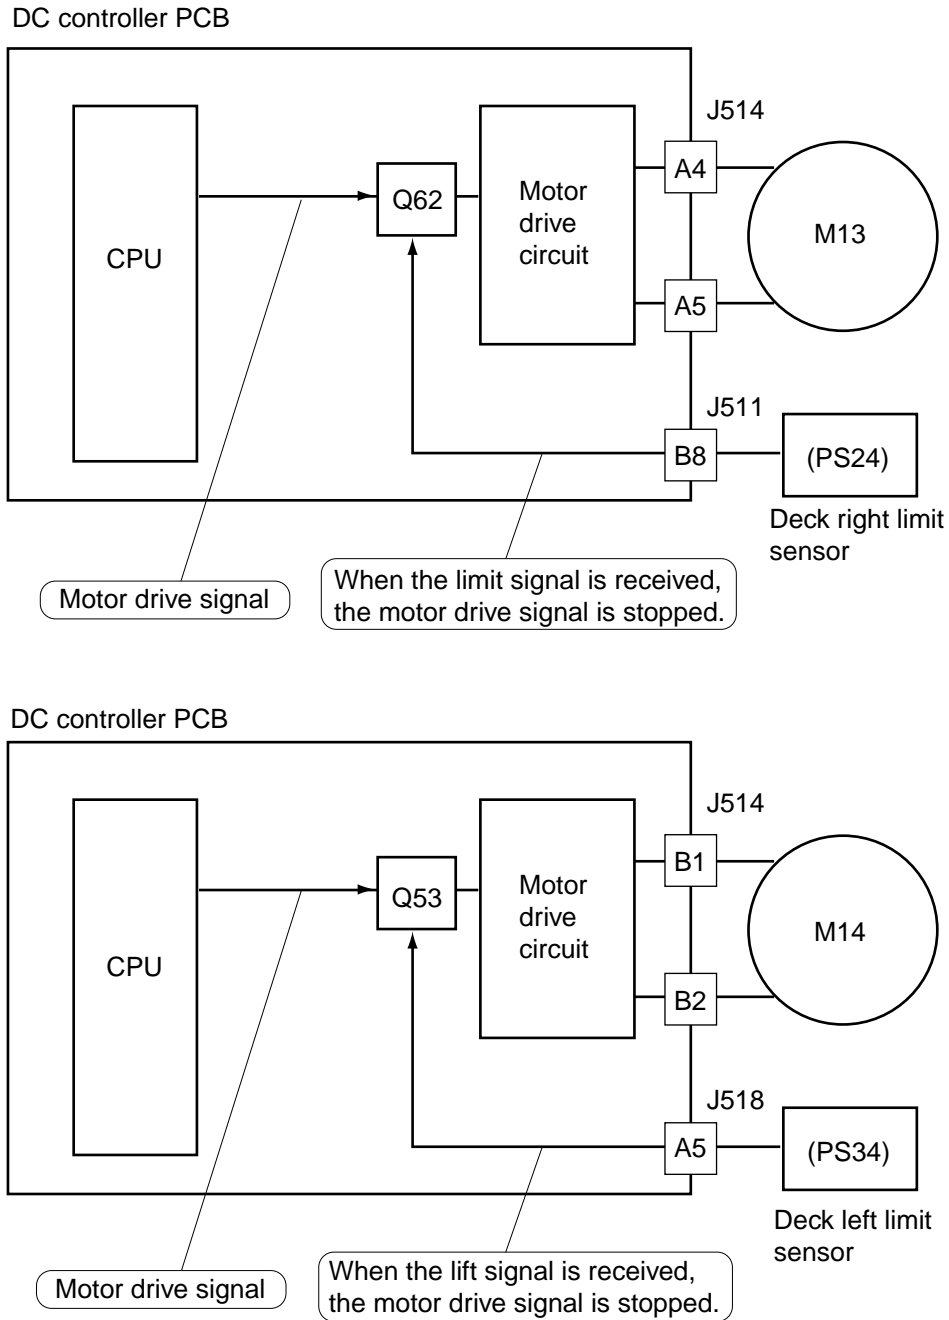 DC controller PCB
J514
A4
Q62
Motor
drive
circuit
M13
CPU
A5
J511
B8
(PS24)
Deck right limit
sensor
Motor drive signal
When the limit signal is received,
the motor drive signal is stopped.
DC controller PCB
J514
B1
Q53
Motor
drive
circuit
M14
CPU
B2
J518
A5
(PS34)
Deck left limit
sensor
Motor drive signal
When the lift signal is received,
the motor drive signal is stopped.